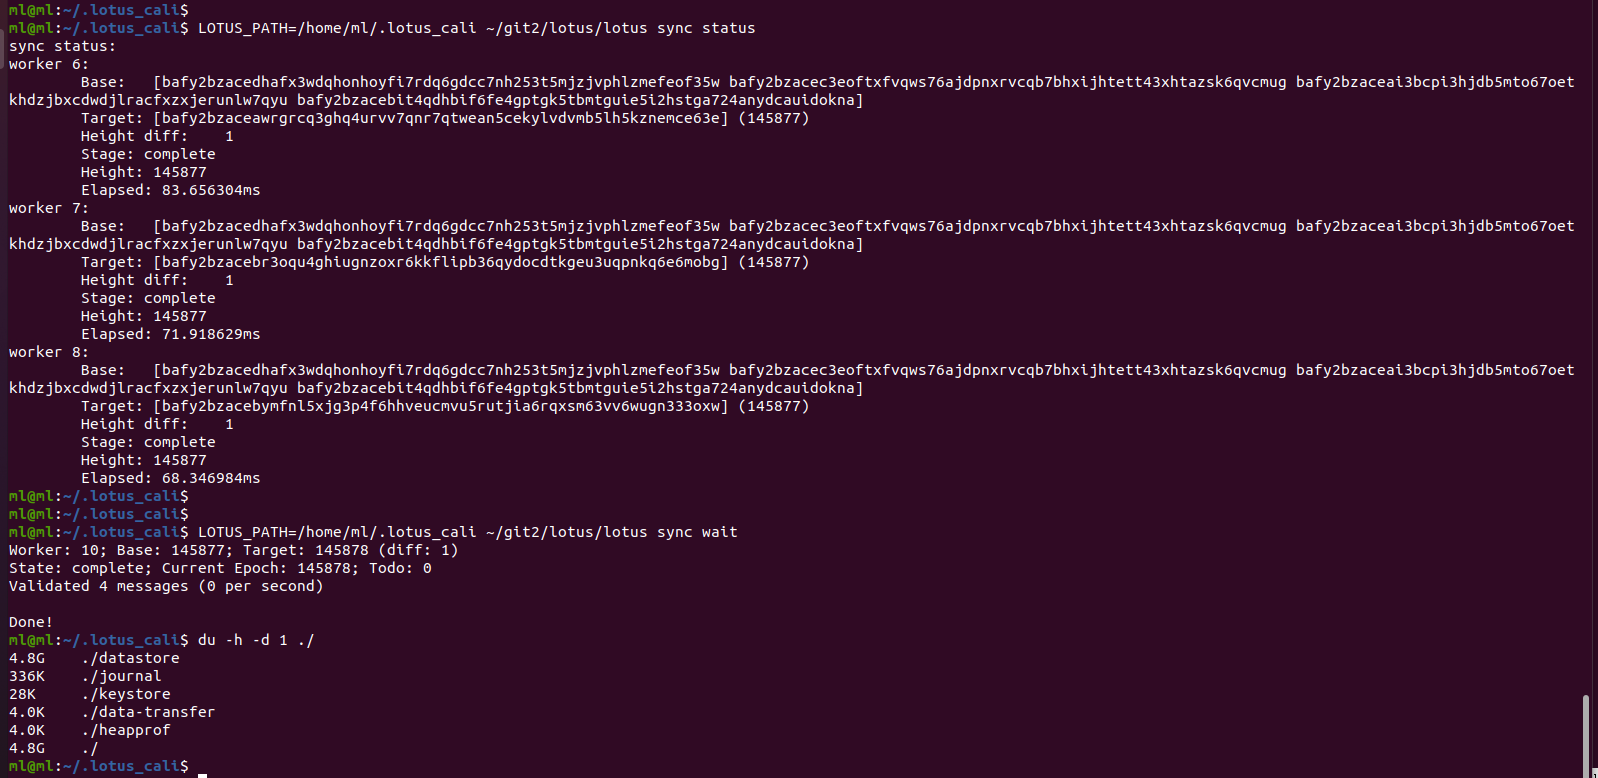 ml@ml:~/.lotus_cali$
ml@ml:~/.lotus_cali$ LOTUS_PATH=/home/ml/.lotus_cali ~/git2/lotus/lotus sync status
sync status:
worker 6:
        Base:   [bafy2bzacedhafx3wdqhonhoyfi7rdq6gdcc7nh253t5mjzjvphlzmefeof35w bafy2bzacec3eoftxfvqws76ajdpnxrvcqb7bhxijhtett43xhtazsk6qvcmug bafy2bzaceai3bcpi3hjdb5mto67oet
khdzjbxcdwdjlracfxzxjerunlw7qyu bafy2bzacebit4qdhbif6fe4gptgk5tbmtguie5i2hstga724anydcauidokna]
        Target: [bafy2bzaceawrgrcq3ghq4urvv7qnr7qtwean5cekylvdvmb5lh5kznemce63e] (145877)
        Height diff:    1
        Stage: complete
        Height: 145877
        Elapsed: 83.656304ms
worker 7:
        Base:   [bafy2bzacedhafx3wdqhonhoyfi7rdq6gdcc7nh253t5mjzjvphlzmefeof35w bafy2bzacec3eoftxfvqws76ajdpnxrvcqb7bhxijhtett43xhtazsk6qvcmug bafy2bzaceai3bcpi3hjdb5mto67oet
khdzjbxcdwdjlracfxzxjerunlw7qyu bafy2bzacebit4qdhbif6fe4gptgk5tbmtguie5i2hstga724anydcauidokna]
        Target: [bafy2bzacebr3oqu4ghiugnzoxr6kkflipb36qydocdtkgeu3uqpnkq6e6mobg] (145877)
        Height diff:    1
        Stage: complete
        Height: 145877
        Elapsed: 71.918629ms
worker 8:
        Base:   [bafy2bzacedhafx3wdqhonhoyfi7rdq6gdcc7nh253t5mjzjvphlzmefeof35w bafy2bzacec3eoftxfvqws76ajdpnxrvcqb7bhxijhtett43xhtazsk6qvcmug bafy2bzaceai3bcpi3hjdb5mto67oet
khdzjbxcdwdjlracfxzxjerunlw7qyu bafy2bzacebit4qdhbif6fe4gptgk5tbmtguie5i2hstga724anydcauidokna]
        Target: [bafy2bzacebymfnl5xjg3p4f6hhveucmvu5rutjia6rqxsm63vv6wugn333oxw] (145877)
        Height diff:    1
        Stage: complete
        Height: 145877
        Elapsed: 68.346984ms
ml@ml:~/.lotus_cali$
ml@ml:~/.lotus_cali$
ml@ml:~/.lotus_cali$ LOTUS_PATH=/home/ml/.lotus_cali ~/git2/lotus/lotus sync wait
Worker: 10; Base: 145877; Target: 145878 (diff: 1)
State: complete; Current Epoch: 145878; Todo: 0
Validated 4 messages (0 per second)

Done!
ml@ml:~/.lotus_cali$ du -h -d 1 ./
4.8G    ./datastore
336K    ./journal
28K     ./keystore
4.0K    ./data-transfer
4.0K    ./heapprof
4.8G    ./
ml@ml:~/.lotus_cali$